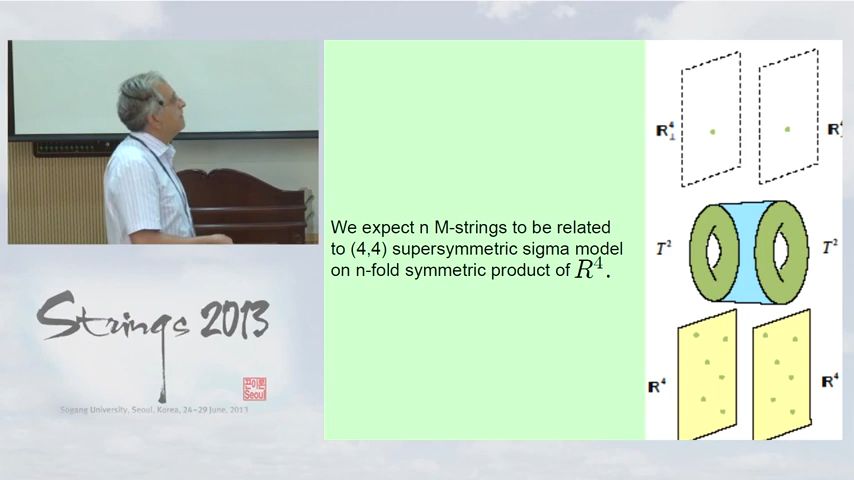 We expect n M-strings to be related
to (4,4) supersymmetric sigma model
on n-fold symmetric product of R⁴.
R⁴⊥
T²
T²
R⁴
R⁴
Strings 2013
Seoul
Sogang University, Seoul, Korea, 24-29 June, 2013